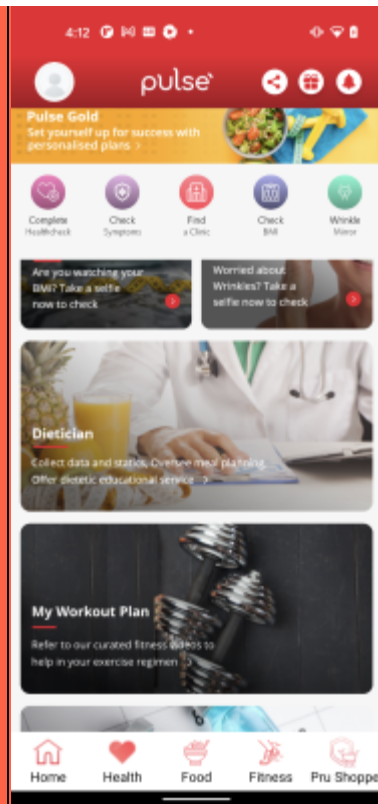 4:12
pulse
Pulse Gold
Set yourself up for success with
personalised plans >
Complete
Healthcheck
Check
Symptoms
Find
a Clinic
Check
BMI
Wrinkle
Mirror
Are you watching your
BMI? Take a selfie
now to check
Worried about
Wrinkles? Take a
selfie now to check
Dietician
Collect data and statics, Oversee meal planning,
Offer dietetic educational service >
My Workout Plan
Refer to our curated fitness videos to
help in your exercise regimen >
Home
Health
Food
Fitness
Pru Shoppe